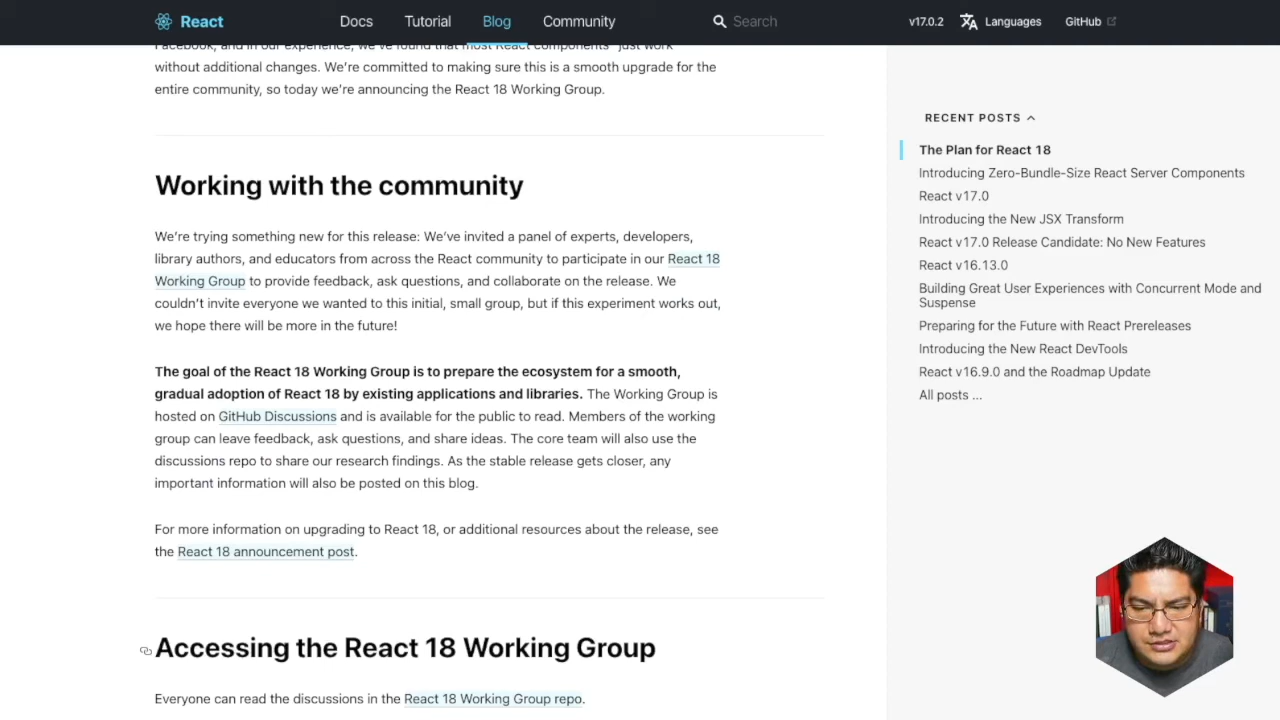 React
Docs
Tutorial
Blog
Community
Search
v17.0.2
Languages
GitHub
Facebook, and in our experience, we've found that most React components "just work"
without additional changes. We're committed to making sure this is a smooth upgrade for the
entire community, so today we're announcing the React 18 Working Group.
Working with the community
We're trying something new for this release: We've invited a panel of experts, developers,
library authors, and educators from across the React community to participate in our React 18
Working Group to provide feedback, ask questions, and collaborate on the release. We
couldn't invite everyone we wanted to this initial, small group, but if this experiment works out,
we hope there will be more in the future!
The goal of the React 18 Working Group is to prepare the ecosystem for a smooth,
gradual adoption of React 18 by existing applications and libraries. The Working Group is
hosted on GitHub Discussions and is available for the public to read. Members of the working
group can leave feedback, ask questions, and share ideas. The core team will also use the
discussions repo to share our research findings. As the stable release gets closer, any
important information will also be posted on this blog.
For more information on upgrading to React 18, or additional resources about the release, see
the React 18 announcement post.
Accessing the React 18 Working Group
Everyone can read the discussions in the React 18 Working Group repo.
RECENT POSTS
The Plan for React 18
Introducing Zero-Bundle-Size React Server Components
React v17.0
Introducing the New JSX Transform
React v17.0 Release Candidate: No New Features
React v16.13.0
Building Great User Experiences with Concurrent Mode and
Suspense
Preparing for the Future with React Prereleases
Introducing the New React DevTools
React v16.9.0 and the Roadmap Update
All posts ...